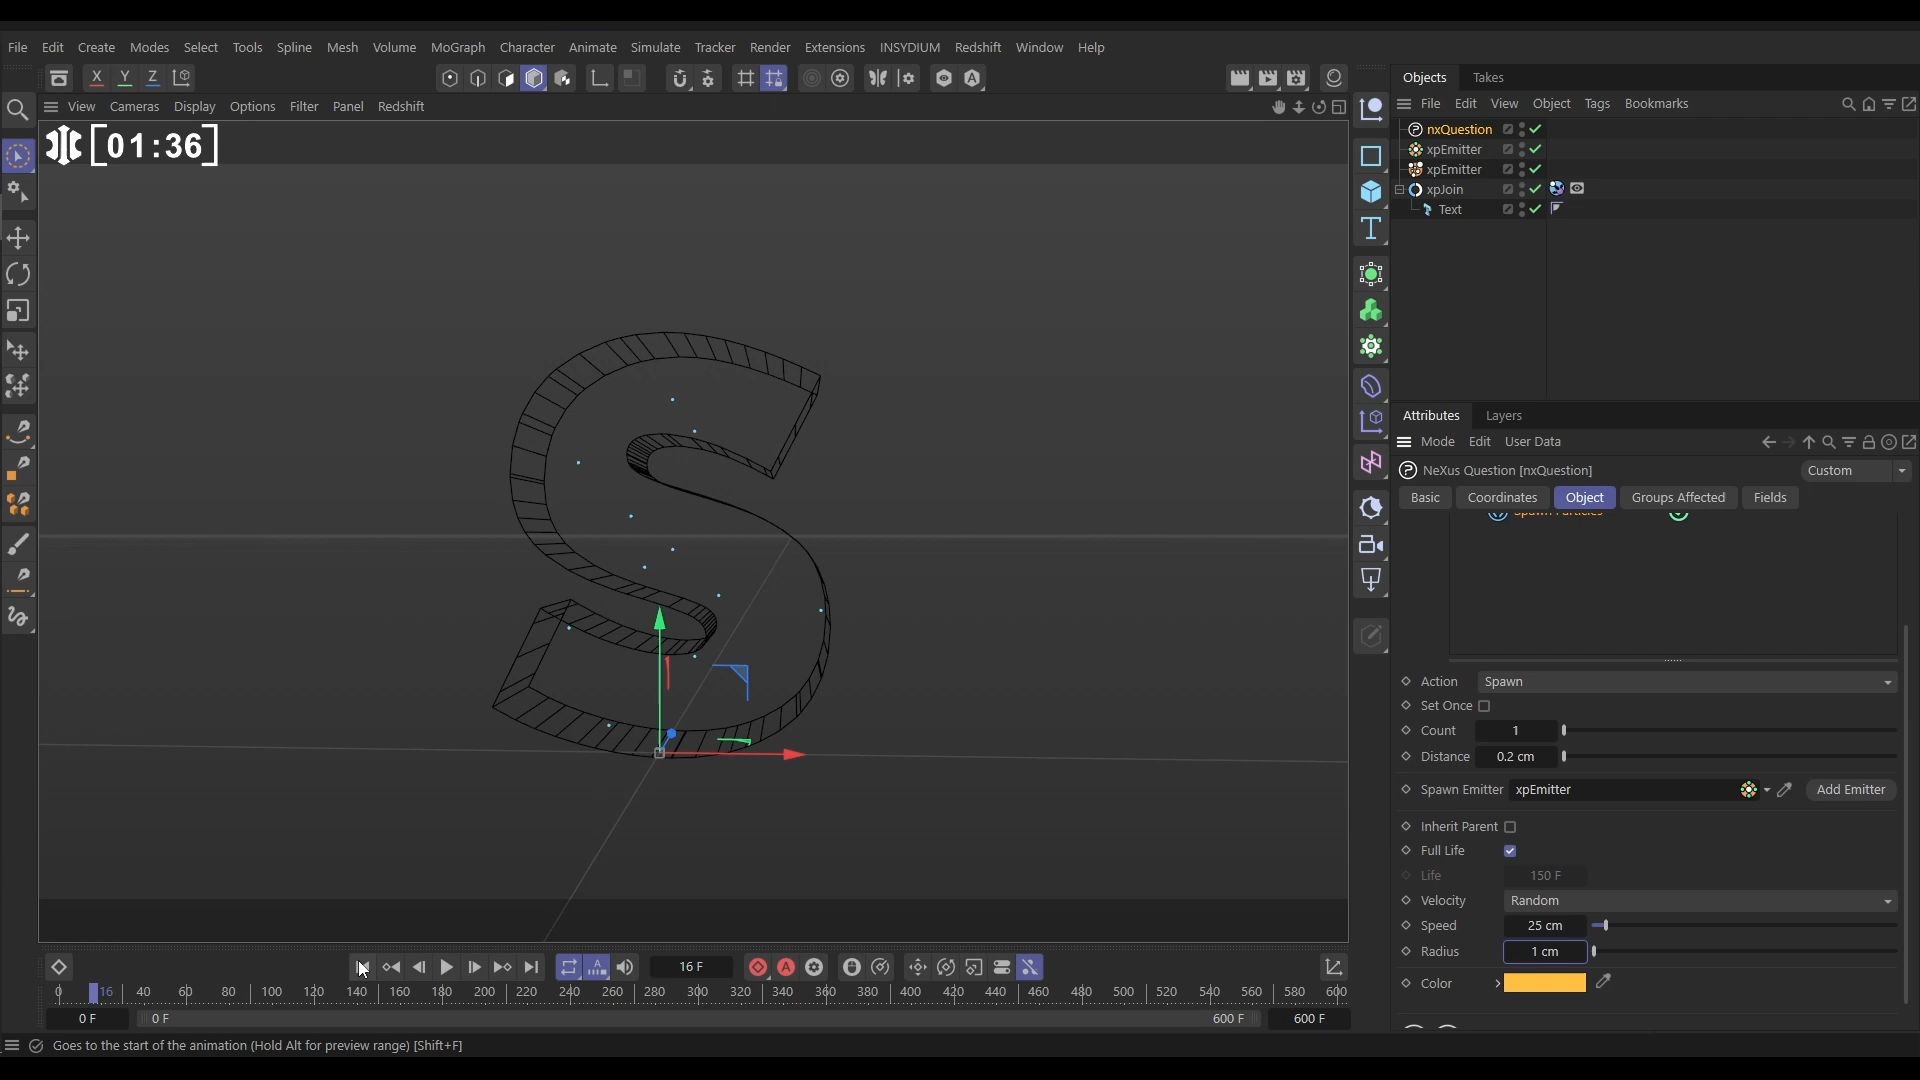 File Edit Create Modes Select Tools Spline Mesh Volume MoGraph Character Animate Simulate Tracker Render Extensions INSYDIUM Redshift Window Help
Objects Takes
X Y Z
View Cameras Display Options Filter Panel Redshift
File Edit View Object Tags Bookmarks
[01:36]
nxQuestion
xpEmitter
xpEmitter
xpJoin
Text
Attributes Layers
Mode Edit User Data
NeXus Question [nxQuestion] Custom
Basic Coordinates Object Groups Affected Fields
Action Spawn
Set Once
Count 1
Distance 0.2 cm
Spawn Emitter xpEmitter Add Emitter
Inherit Parent
Full Life
Life 150 F
Velocity Random
Speed 25 cm
Radius 1 cm
Color
16 F
0 16 40 60 80 100 120 140 160 180 200 220 240 260 280 300 320 340 360 380 400 420 440 460 480 500 520 540 560 580 600
0 F 0 F 600 F 600 F
Goes to the start of the animation (Hold Alt for preview range) [Shift+F]